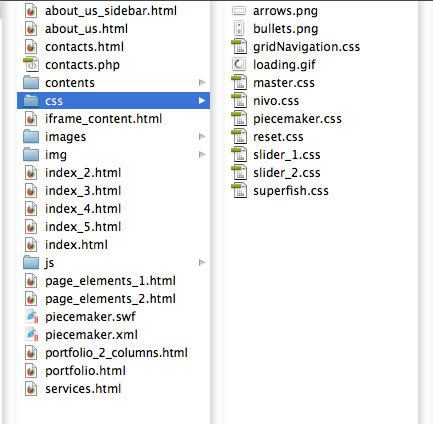 about_us_sidebar.html
about_us.html
contacts.html
contacts.php
contents
css
iframe_content.html
images
img
index_2.html
index_3.html
index_4.html
index_5.html
index.html
js
page_elements_1.html
page_elements_2.html
piecemaker.swf
piecemaker.xml
portfolio_2_columns.html
portfolio.html
services.html
arrows.png
bullets.png
gridNavigation.css
loading.gif
master.css
nivo.css
piecemaker.css
reset.css
slider_1.css
slider_2.css
superfish.css